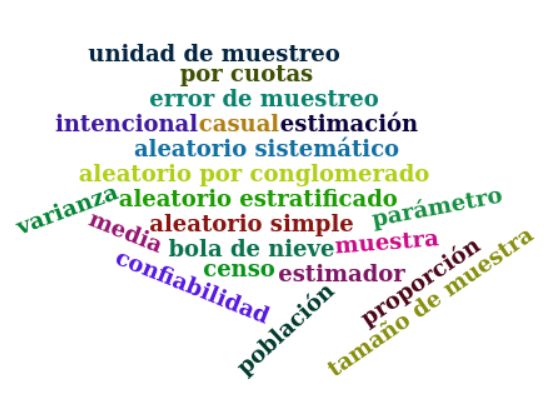 unidad de muestreo
por cuotas
error de muestreo
intencional casual estimación
aleatorio sistemático
aleatorio por conglomerado
varianza
aleatorio estratificado
parámetro
media
aleatorio simple
bola de nieve
muestra
confiabilidad
censo
estimador
proporción
población
tamaño de muestra